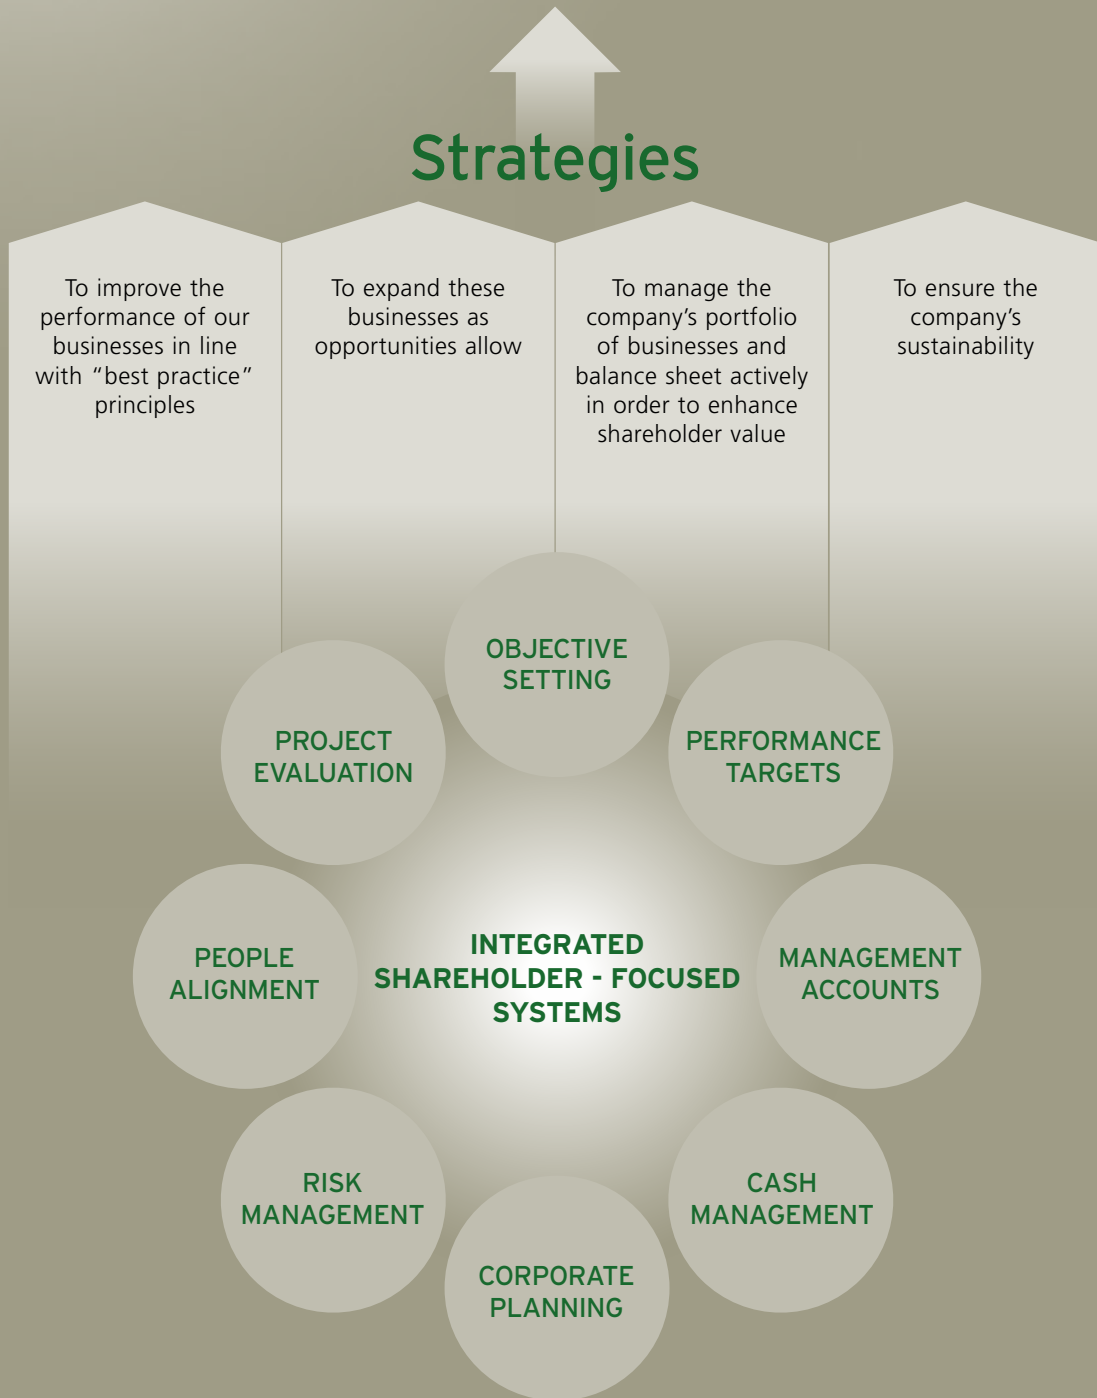 Strategies
To improve the
performance of our
businesses in line
with “best practice”
principles
To expand these
businesses as
opportunities allow
To manage the
company’s portfolio
of businesses and
balance sheet actively
in order to enhance
shareholder value
To ensure the
company’s
sustainability
OBJECTIVE
SETTING
PROJECT
EVALUATION
PERFORMANCE
TARGETS
PEOPLE
ALIGNMENT
INTEGRATED
SHAREHOLDER - FOCUSED
SYSTEMS
MANAGEMENT
ACCOUNTS
RISK
MANAGEMENT
CASH
MANAGEMENT
CORPORATE
PLANNING